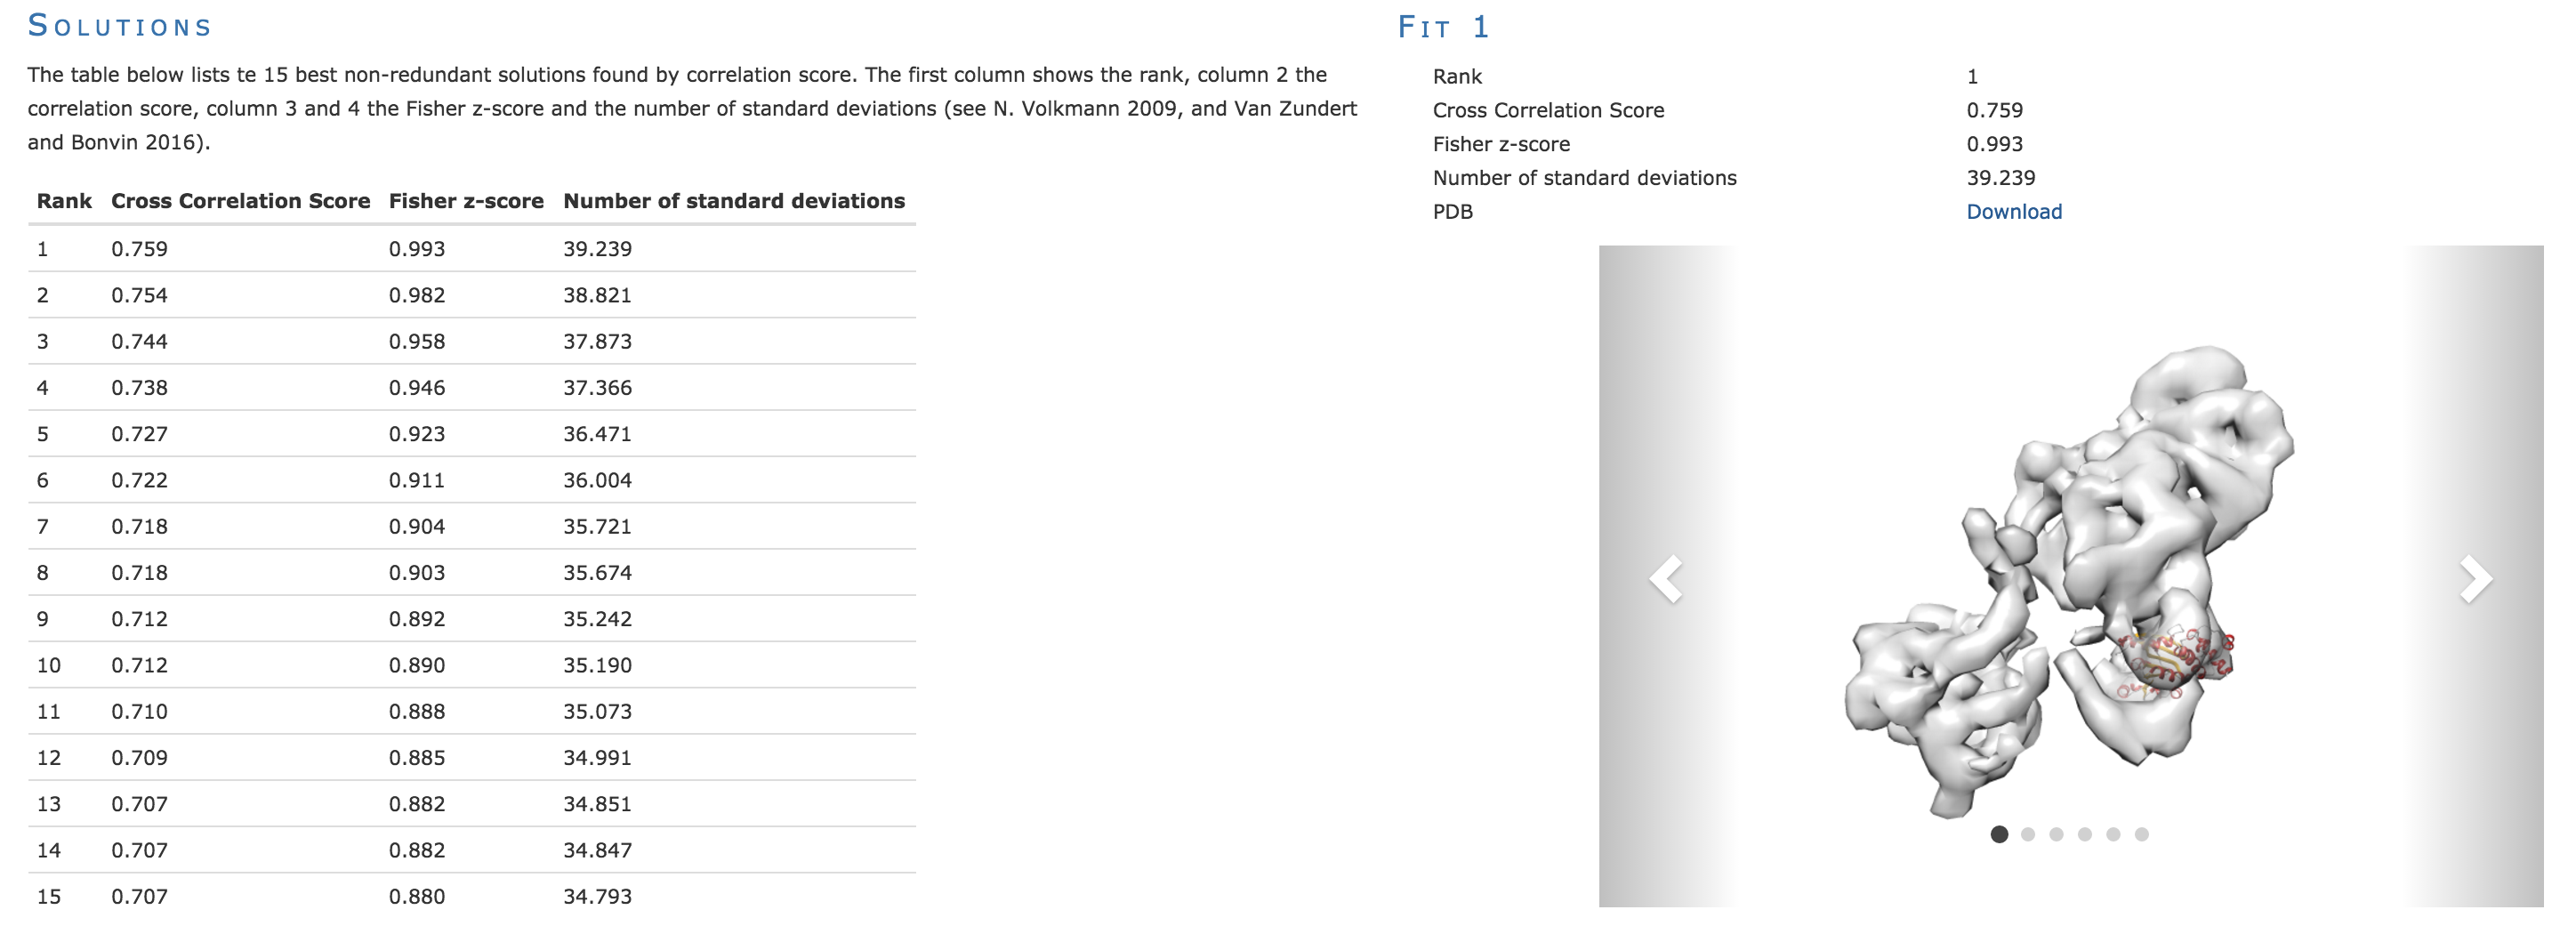 Solutions
The table below lists te 15 best non-redundant solutions found by correlation score. The first column shows the rank, column 2 the
correlation score, column 3 and 4 the Fisher z-score and the number of standard deviations (see N. Volkmann 2009, and Van Zundert
and Bonvin 2016).
Rank Cross Correlation Score Fisher z-score Number of standard deviations
1 0.759 0.993 39.239
2 0.754 0.982 38.821
3 0.744 0.958 37.873
4 0.738 0.946 37.366
5 0.727 0.923 36.471
6 0.722 0.911 36.004
7 0.718 0.904 35.721
8 0.718 0.903 35.674
9 0.712 0.892 35.242
10 0.712 0.890 35.190
11 0.710 0.888 35.073
12 0.709 0.885 34.991
13 0.707 0.882 34.851
14 0.707 0.882 34.847
15 0.707 0.880 34.793
Fit 1
Rank 1
Cross Correlation Score 0.759
Fisher z-score 0.993
Number of standard deviations 39.239
PDB Download